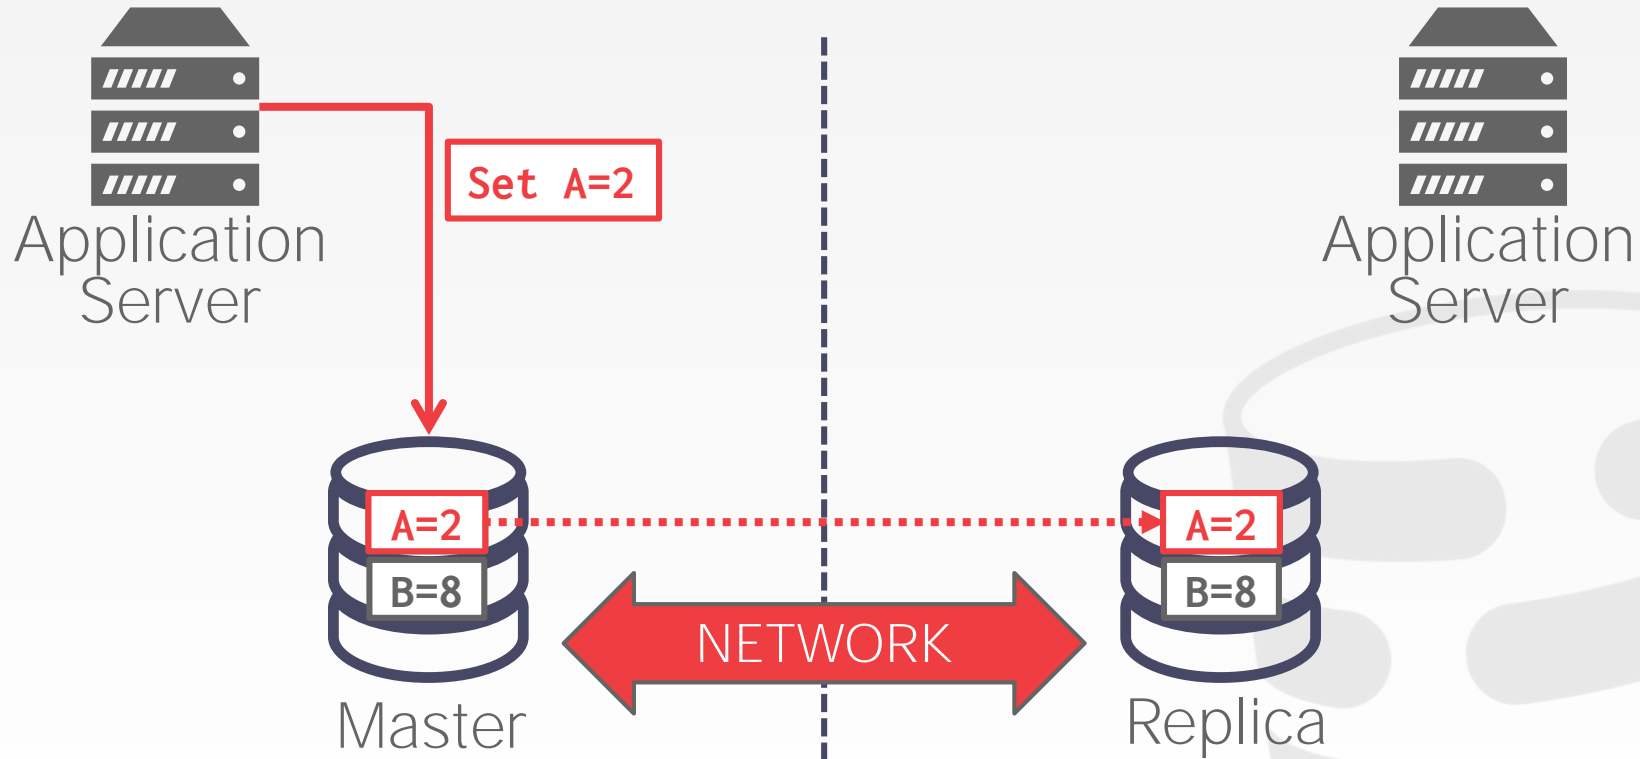 Set A=2
Application
Server
Application
Server
A=2
A=2
B=8
B=8
NETWORK
Master
Replica